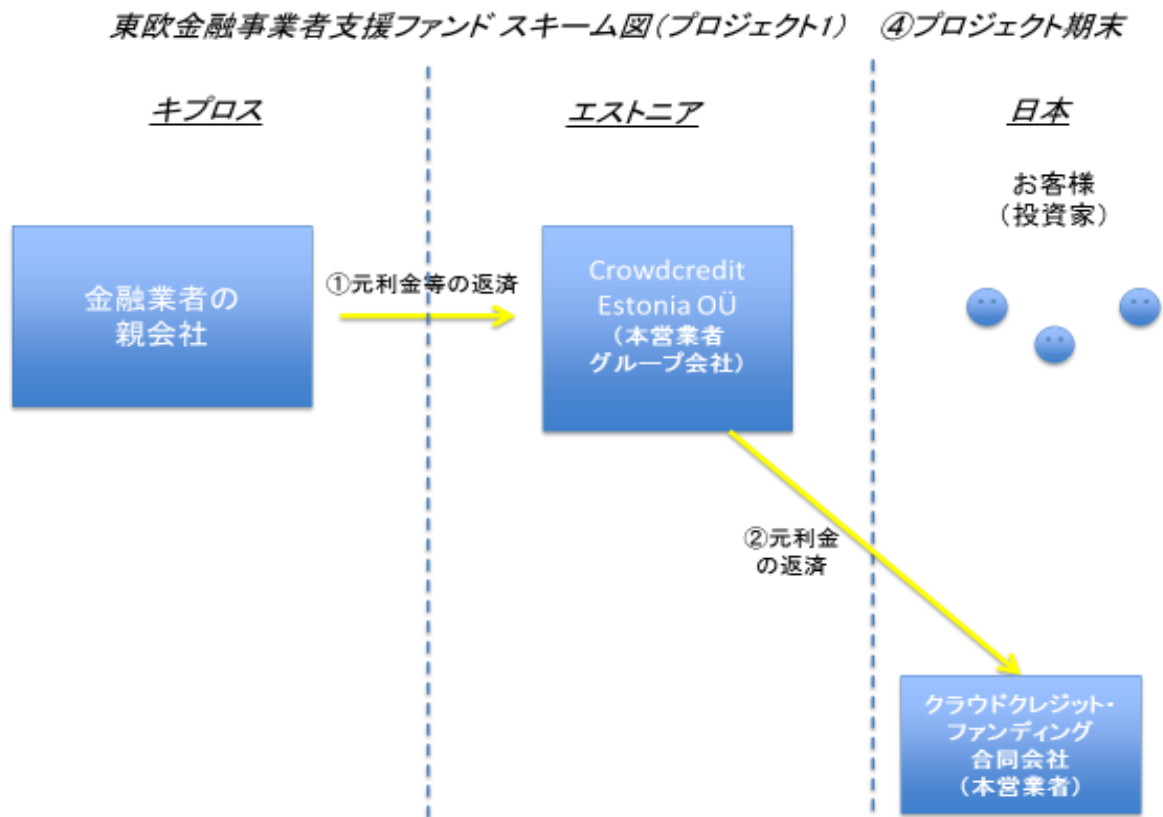 東欧金融事業者支援ファンド スキーム図（プロジェクト1） ④プロジェクト期末
キプロス
エストニア
日本
お客様
（投資家）
金融業者の
親会社
①元利金等の返済
Crowdcredit
Estonia OÜ
（本営業者
グループ会社）
②元利金
の返済
クラウドクレジット・
ファンディング
合同会社
（本営業者）